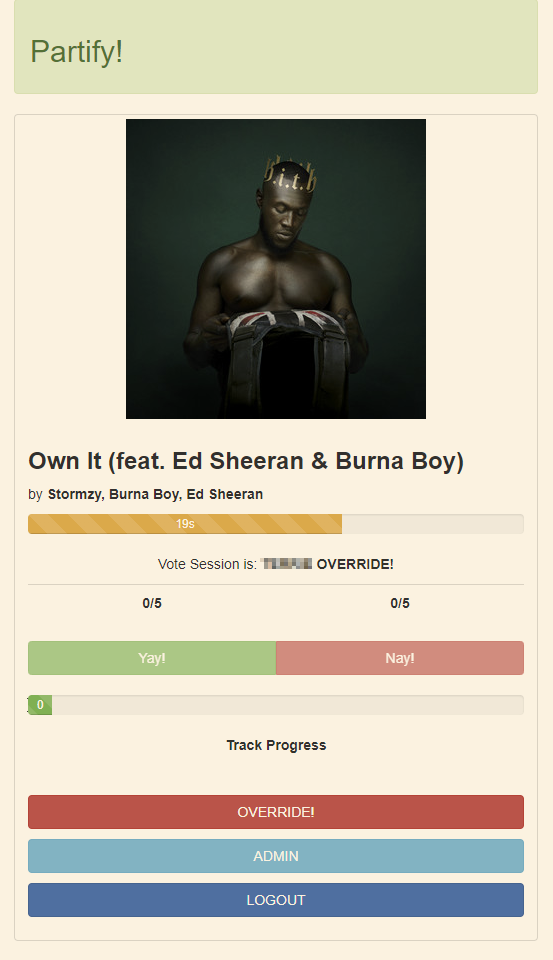 Partify!
B.i.t.h
Own It (feat. Ed Sheeran & Burna Boy)
by Stormzy, Burna Boy, Ed Sheeran
19s
Vote Session is: OVERRIDE!
0/5 0/5
Yay! Nay!
0
Track Progress
OVERRIDE!
ADMIN
LOGOUT